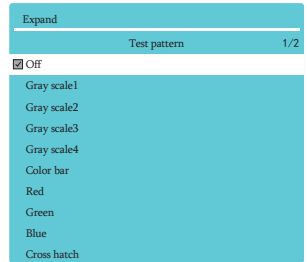 Expand
Test pattern 1/2
Off
Gray scale1
Gray scale2
Gray scale3
Gray scale4
Color bar
Red
Green
Blue
Cross hatch